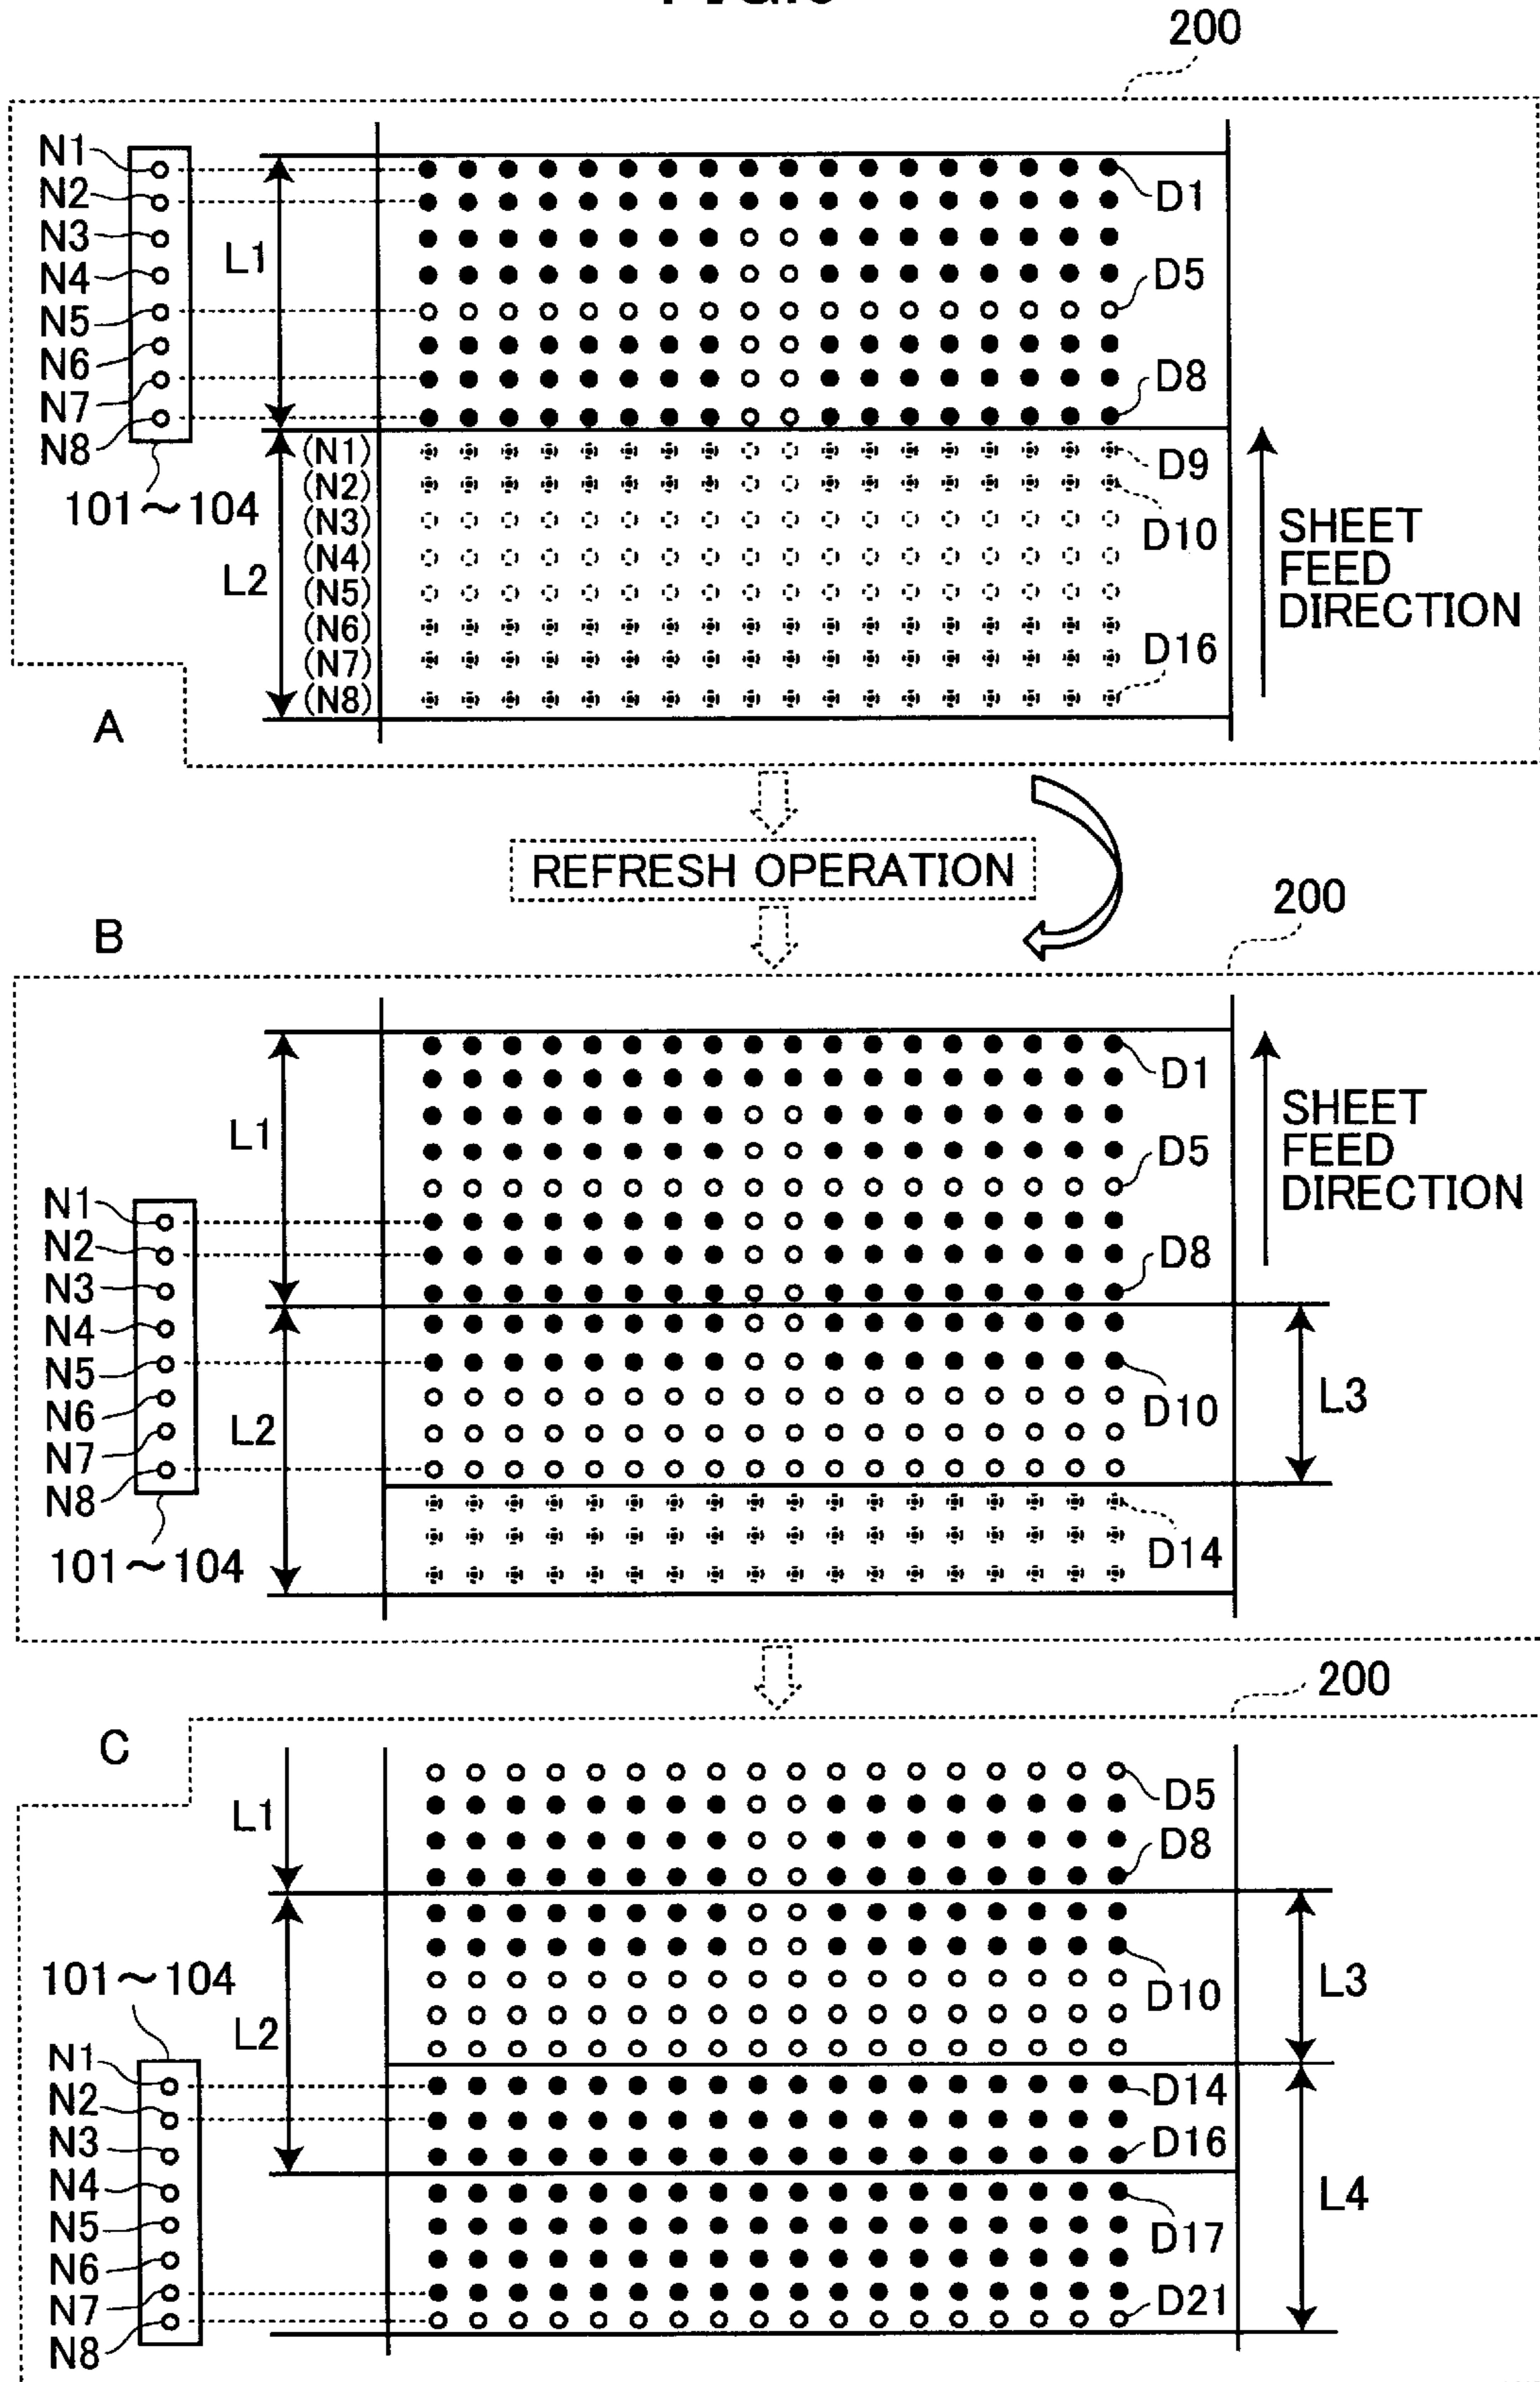 200
N1
N2
N3
N4
N5
N6
N7
N8
101~104
L1
D1
D5
D8
L2
(N1)
(N2)
(N3)
(N4)
(N5)
(N6)
(N7)
(N8)
D9
D10
D16
SHEET
FEED
DIRECTION
A
REFRESH OPERATION
B
200
L1
D1
D5
D8
SHEET
FEED
DIRECTION
N1
N2
N3
N4
N5
N6
N7
N8
101~104
L2
D10
L3
D14
200
C
L1
D5
D8
101~104
L2
D10
L3
N1
N2
N3
N4
N5
N6
N7
N8
D14
D16
D17
D21
L4